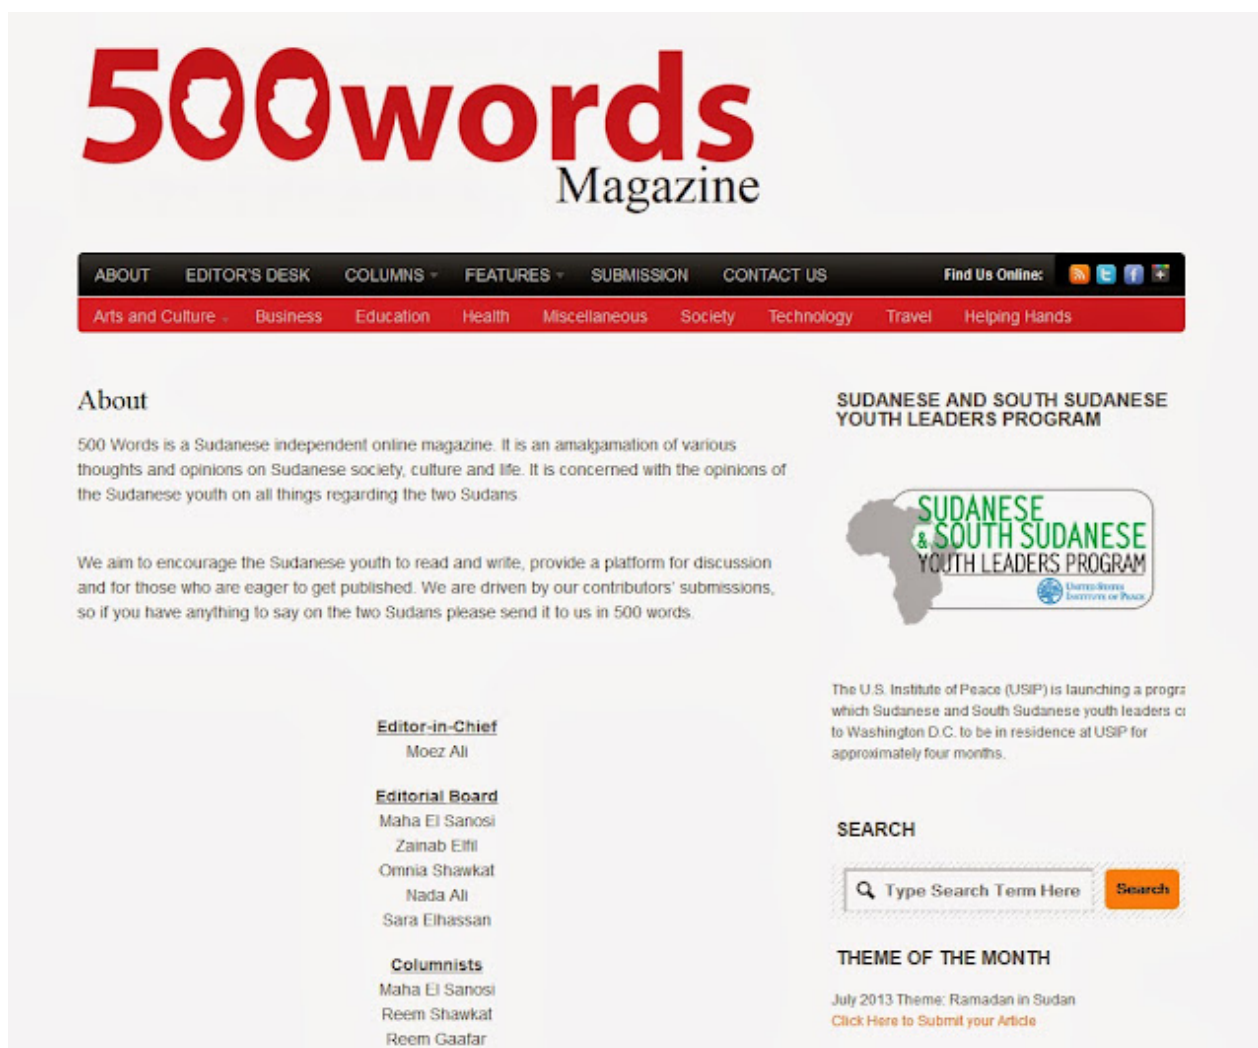 500words
Magazine
ABOUT EDITOR'S DESK COLUMNS FEATURES SUBMISSION CONTACT US Find Us Online:
Arts and Culture Business Education Health Miscellaneous Society Technology Travel Helping Hands
About
500 Words is a Sudanese independent online magazine. It is an amalgamation of various
thoughts and opinions on Sudanese society, culture and life. It is concerned with the opinions of
the Sudanese youth on all things regarding the two Sudans.
We aim to encourage the Sudanese youth to read and write, provide a platform for discussion
and for those who are eager to get published. We are driven by our contributors' submissions,
so if you have anything to say on the two Sudans please send it to us in 500 words.
Editor-in-Chief
Moez Ali
Editorial Board
Maha El Sanosi
Zainab Elfil
Omnia Shawkat
Nada Ali
Sara Elhassan
Columnists
Maha El Sanosi
Reem Shawkat
Reem Gaafar
SUDANESE AND SOUTH SUDANESE
YOUTH LEADERS PROGRAM
SUDANESE
& SOUTH SUDANESE
YOUTH LEADERS PROGRAM
UNITED STATES
INSTITUTE OF PEACE
The U.S. Institute of Peace (USIP) is launching a progra
which Sudanese and South Sudanese youth leaders c
to Washington D.C. to be in residence at USIP for
approximately four months.
SEARCH
Type Search Term Here Search
THEME OF THE MONTH
July 2013 Theme: Ramadan in Sudan
Click Here to Submit your Article